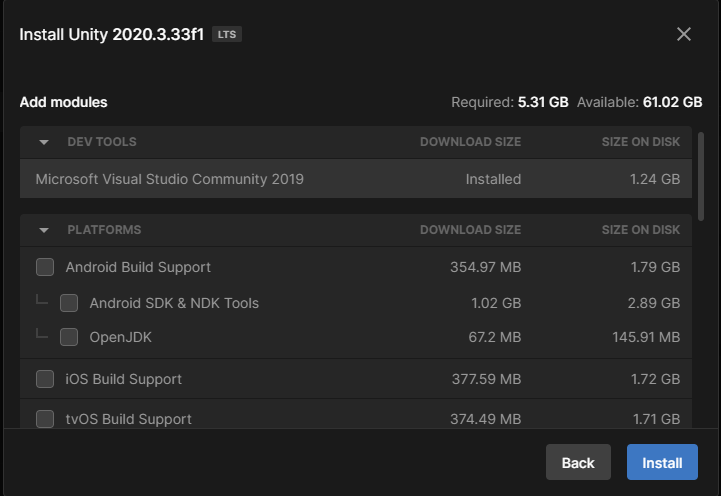 Install Unity 2020.3.33f1 LTS
Add modules Required: 5.31 GB Available: 61.02 GB
DEV TOOLS DOWNLOAD SIZE SIZE ON DISK
Microsoft Visual Studio Community 2019 Installed 1.24 GB
PLATFORMS DOWNLOAD SIZE SIZE ON DISK
Android Build Support 354.97 MB 1.79 GB
Android SDK & NDK Tools 1.02 GB 2.89 GB
OpenJDK 67.2 MB 145.91 MB
iOS Build Support 377.59 MB 1.72 GB
tvOS Build Support 374.49 MB 1.71 GB
Back Install